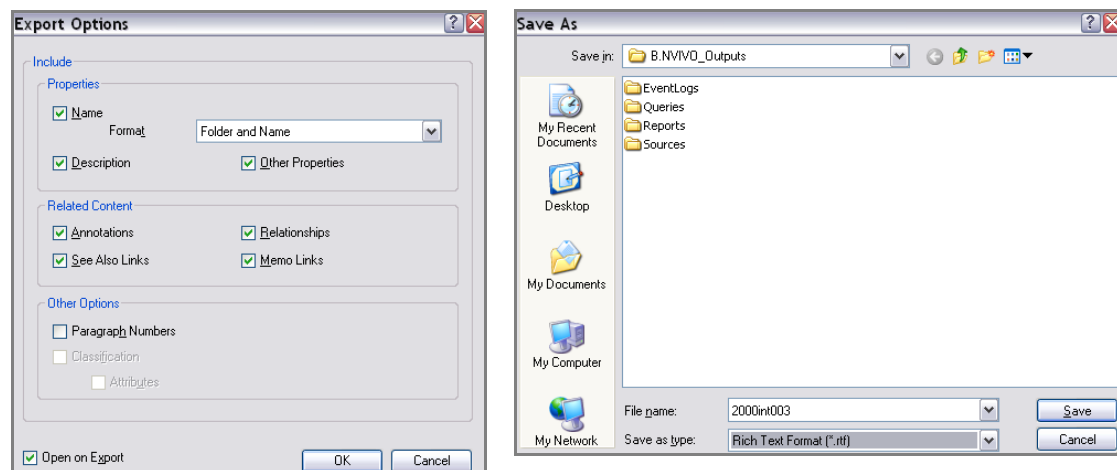 Export Options
Include
Properties
Name
Format Folder and Name
Description Other Properties
Related Content
Annotations Relationships
See Also Links Memo Links
Other Options
Paragraph Numbers
Classification
Attributes
Open on Export OK Cancel
Save As
Save in: B.NVIVO_Outputs
EventLogs
Queries
Reports
Sources
My Recent
Documents
Desktop
My Documents
My Computer
My Network
File name: 2000int003 Save
Save as type: Rich Text Format (*.rtf) Cancel